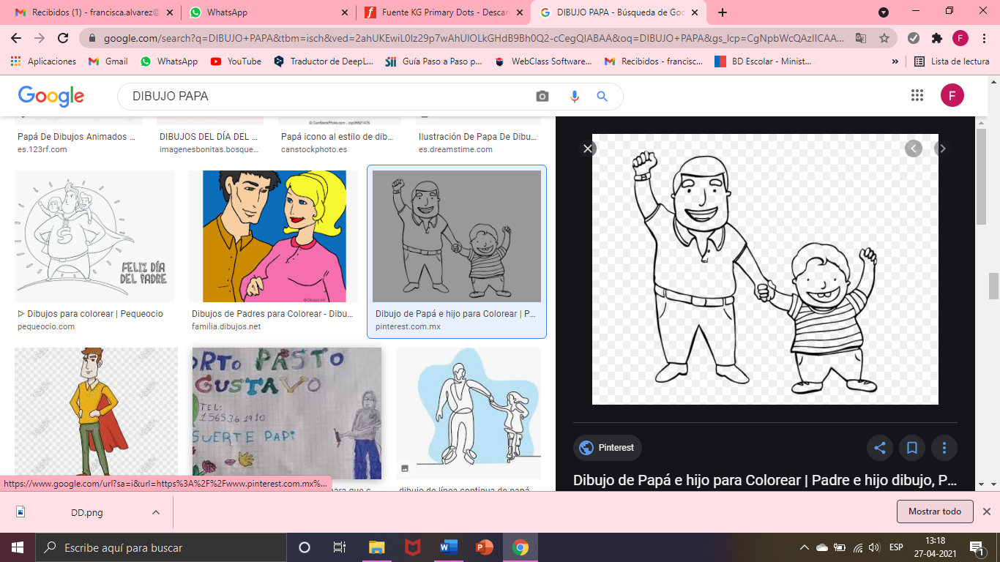 Recibidos (1) - francisca.alvarez@
WhatsApp
Fuente KG Primary Dots - Descar
DIBUJO PAPA - Búsqueda de Goo
google.com/search?q=DIBUJO+PAPA&tbm=isch&ved=2ahUKEwiL0Iz29p7wAhUIOLkGHdB9Bh0Q2-cCegQIABAA&oq=DIBUJO+PAPA&gs_lcp=CgNpbWcQAzIICAA...
F
Aplicaciones
Gmail
WhatsApp
YouTube
Traductor de DeepL...
Guía Paso a Paso p...
WebClass Software...
Recibidos - francisc...
BD Escolar - Minist...
»
Lista de lectura
Google
DIBUJO PAPA
F
© CanStockPhoto.com - csp36821476
Papá De Dibujos Animados ...
es.123rf.com
DIBUJOS DEL DÍA DEL ...
imagenesbonitas.bosque...
Papá icono al estilo de dib...
canstockphoto.es
Ilustración De Papa De Dibu...
es.dreamstime.com
S
FELIZ DÍA
DEL PADRE
▷ Dibujos para colorear | Pequeocio
pequeocio.com
Dibujos de Padres para Colorear - Dibu...
familia.dibujos.net
Dibujo de Papá e hijo para Colorear | P...
pinterest.com.mx
ORTO PASTO
GUSTAVO
TEL:
1565361910
SUERTE PAPI
para que c
dibujo de línea continua de papá
Pinterest
Dibujo de Papá e hijo para Colorear | Padre e hijo dibujo, P...
https://www.google.com/url?sa=i&url=https%3A%2F%2Fwww.pinterest.com.mx%...
DD.png
Mostrar todo
Escribe aquí para buscar
ESP
13:18
27-04-2021
1